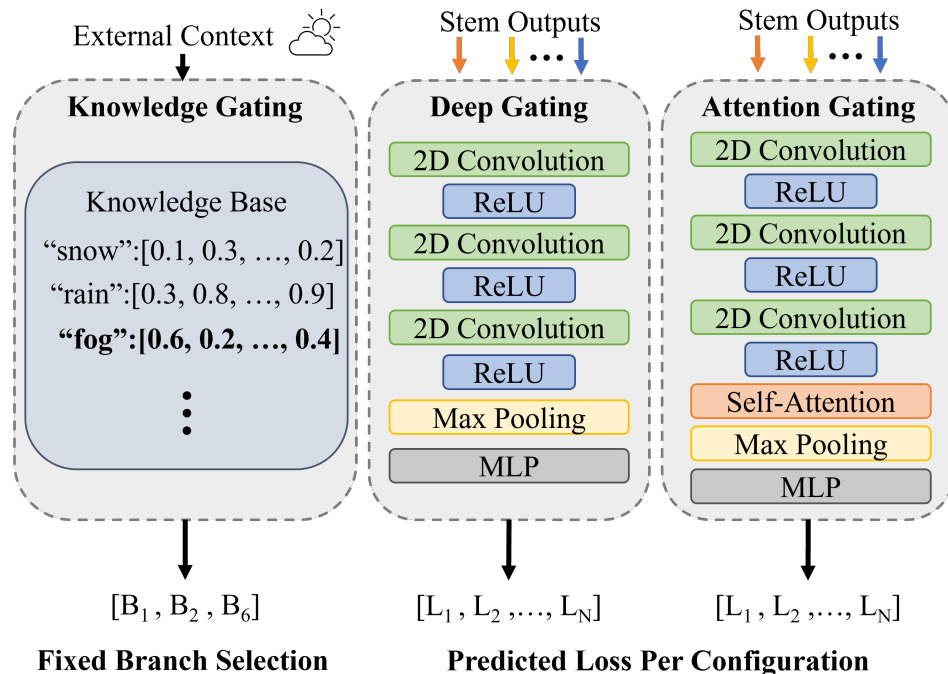 External Context
Knowledge Gating
Knowledge Base
“snow”:[0.1, 0.3, …, 0.2]
“rain”:[0.3, 0.8, …, 0.9]
“fog”:[0.6, 0.2, …, 0.4]
[B₁ , B₂ , B₆]
Fixed Branch Selection
Stem Outputs
Deep Gating
2D Convolution
ReLU
2D Convolution
ReLU
2D Convolution
ReLU
Max Pooling
MLP
[L₁ , L₂ ,…, L_N]
Stem Outputs
Attention Gating
2D Convolution
ReLU
2D Convolution
ReLU
2D Convolution
ReLU
Self-Attention
Max Pooling
MLP
[L₁ , L₂ ,…, L_N]
Predicted Loss Per Configuration